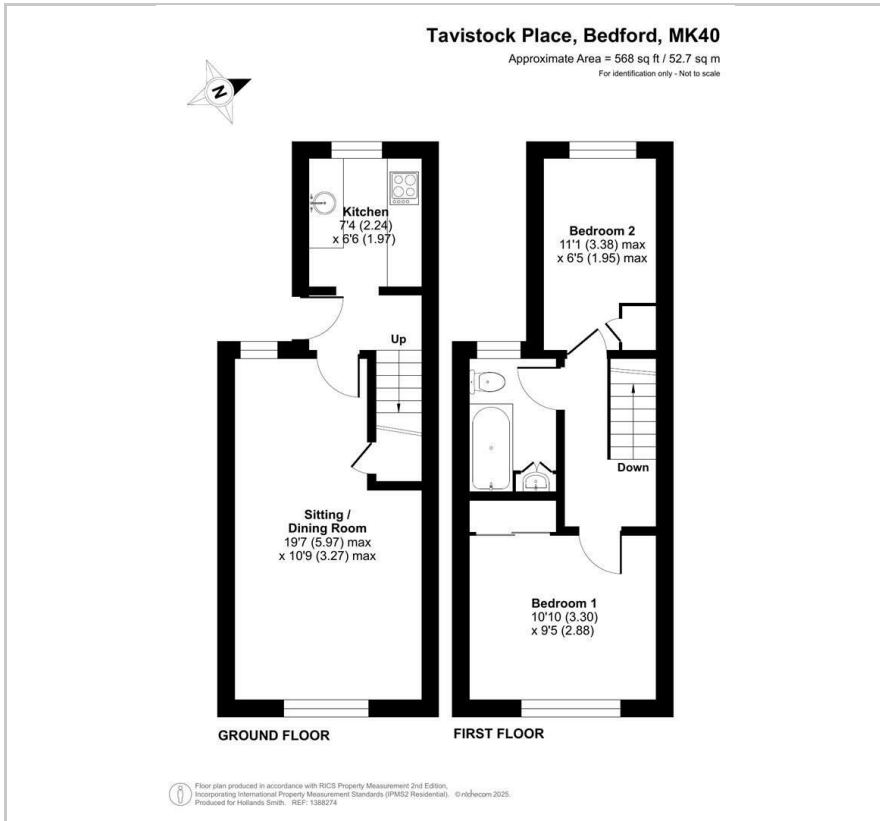 Tavistock Place, Bedford, MK40
Approximate Area = 568 sq ft / 52.7 sq m
For identification only - Not to scale
N
Kitchen
7'4 (2.24)
x 6'6 (1.97)
Up
Sitting /
Dining Room
19'7 (5.97) max
x 10'9 (3.27) max
GROUND FLOOR
Bedroom 2
11'1 (3.38) max
x 6'5 (1.95) max
Down
Bedroom 1
10'10 (3.30)
x 9'5 (2.88)
FIRST FLOOR
Floor plan produced in accordance with RICS Property Measurement 2nd Edition,
Incorporating International Property Measurement Standards (IPMS2 Residential). © nichecom 2025.
Produced for Hollands Smith. REF: 1388274